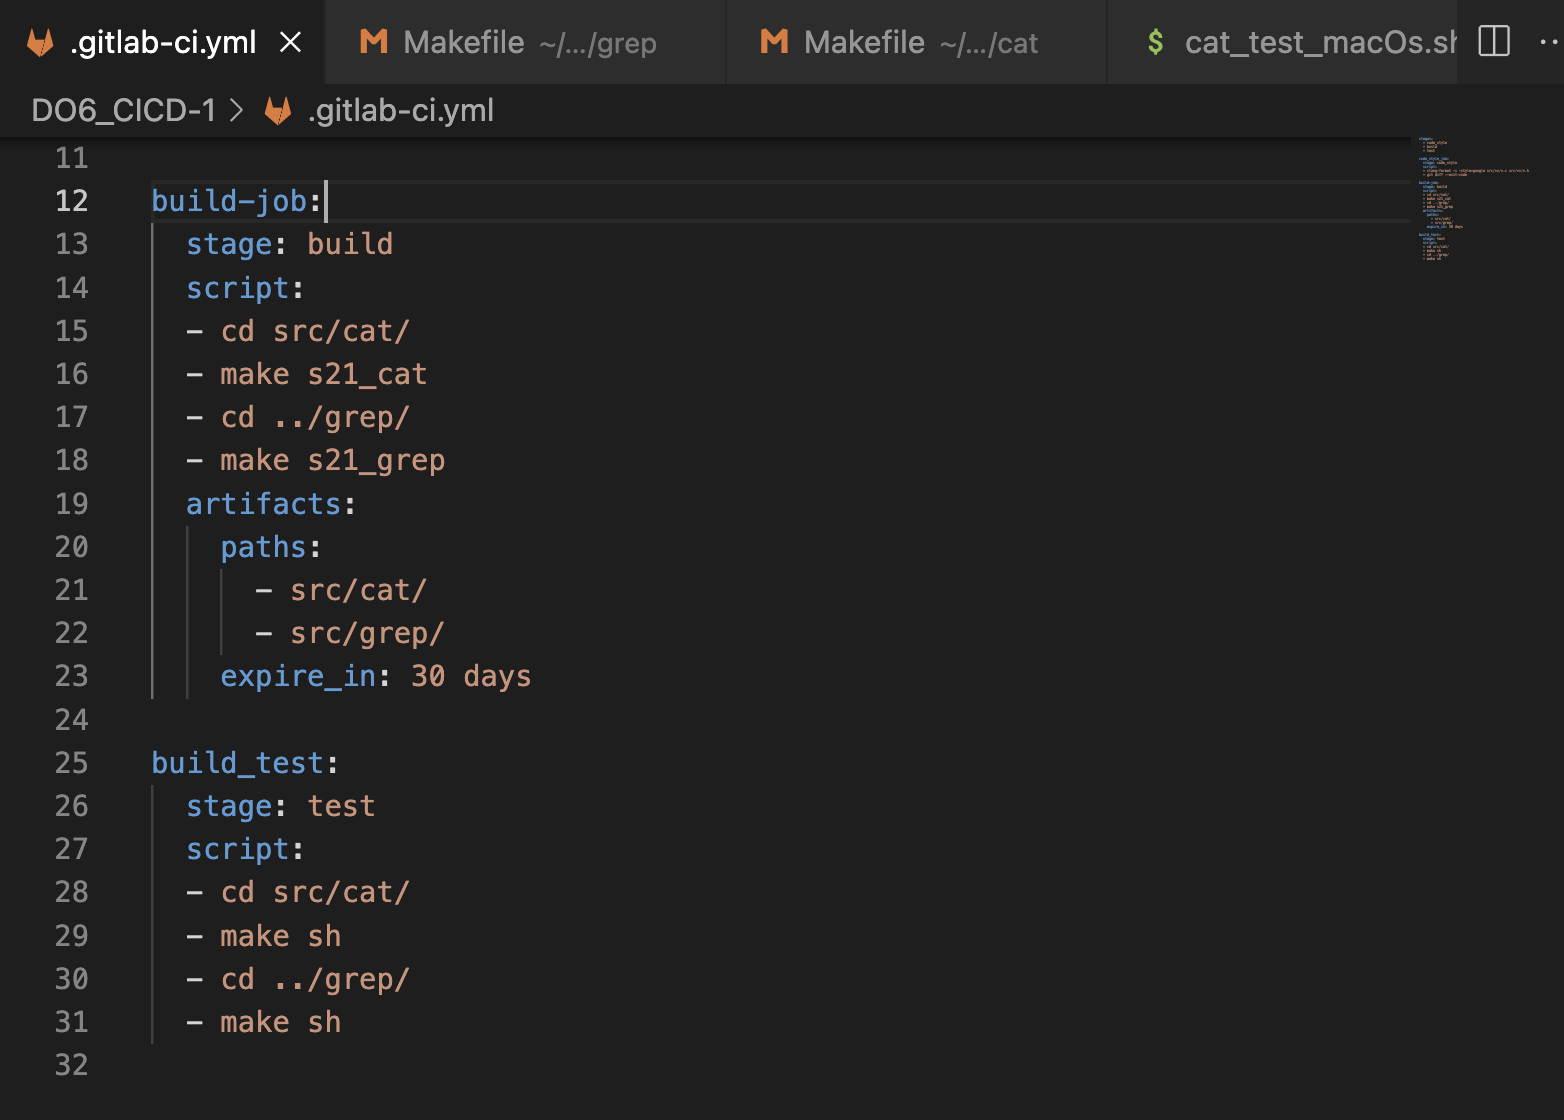 .gitlab-ci.yml
Makefile ~/.../grep
Makefile ~/.../cat
$ cat_test_macOs.sh
DO6_CICD-1 > .gitlab-ci.yml
11
12 build-job:
13 stage: build
14 script:
15 - cd src/cat/
16 - make s21_cat
17 - cd ../grep/
18 - make s21_grep
19 artifacts:
20 paths:
21 - src/cat/
22 - src/grep/
23 expire_in: 30 days
24
25 build_test:
26 stage: test
27 script:
28 - cd src/cat/
29 - make sh
30 - cd ../grep/
31 - make sh
32